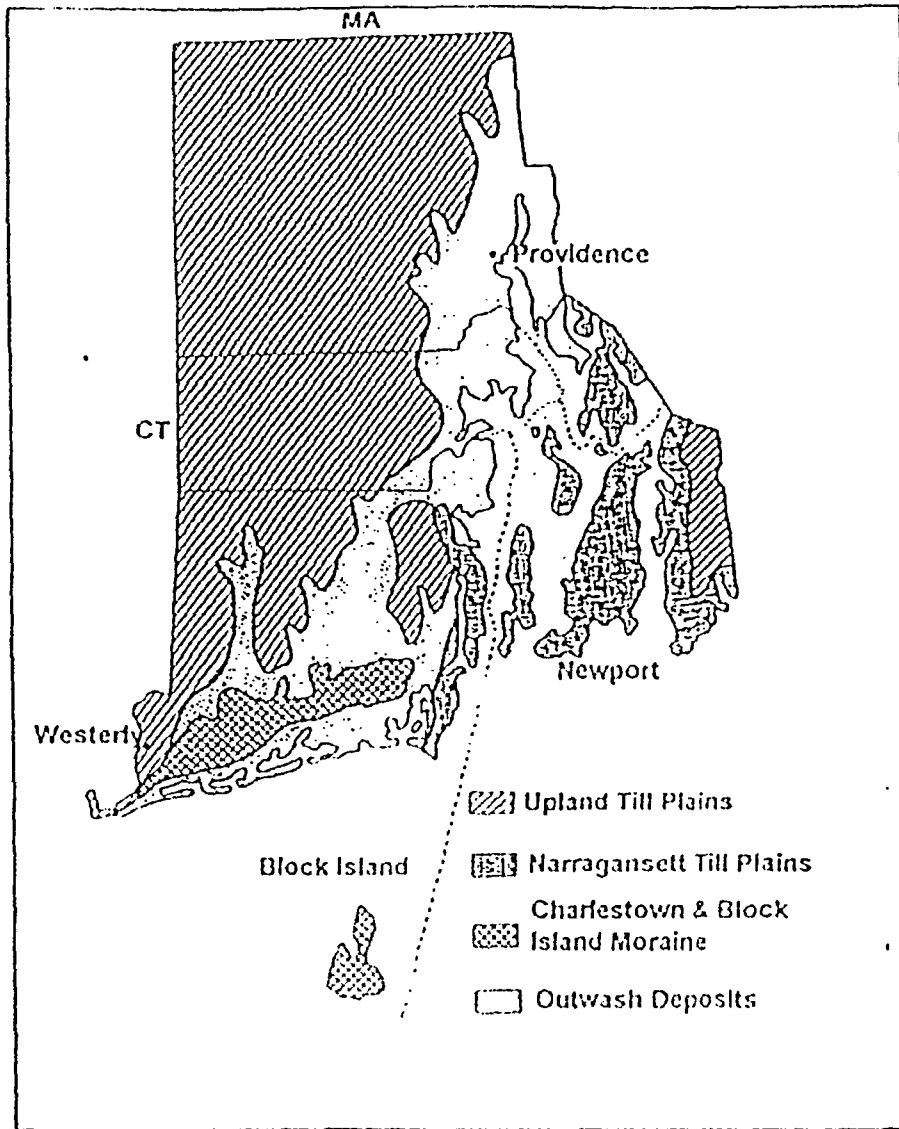 MA
Providence
CT
Newport
Westerly
Upland Till Plains
Block Island
Narragansett Till Plains
Charlestown & Block
Island Moraine
Outwash Deposits